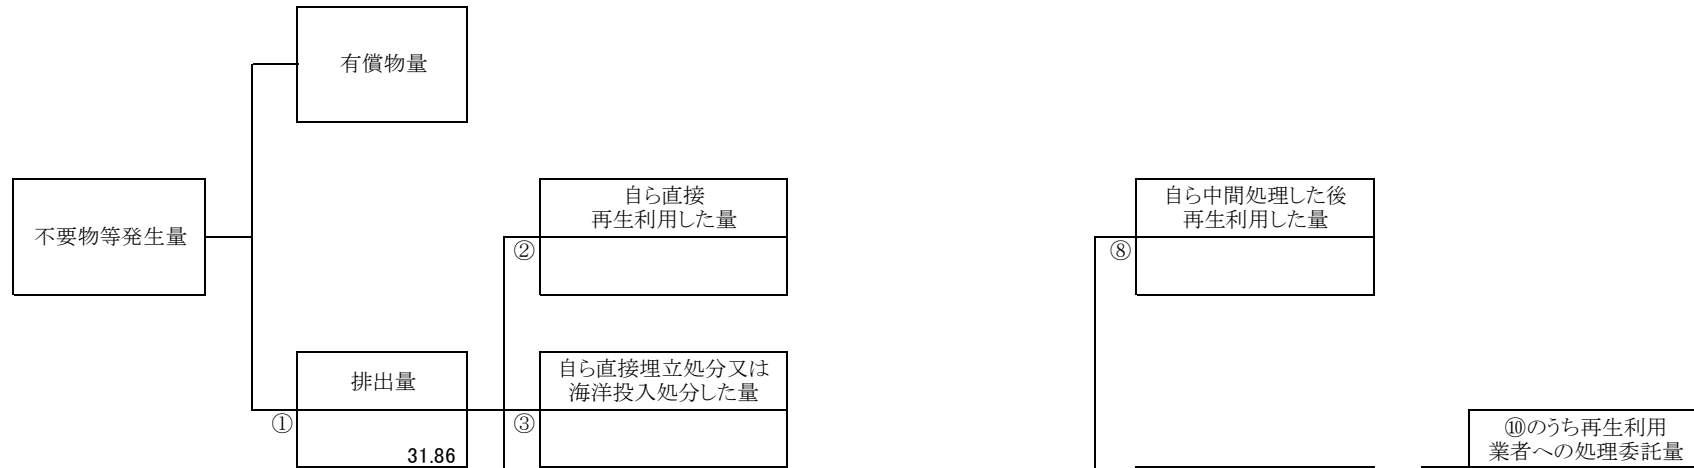 有償物量
不要物等発生量
自ら直接
再生利用した量
②
自ら中間処理した後
再生利用した量
⑧
排出量
①
31.86
自ら直接埋立処分又は
海洋投入処分した量
③
⑩のうち再生利用
業者への処理委託量